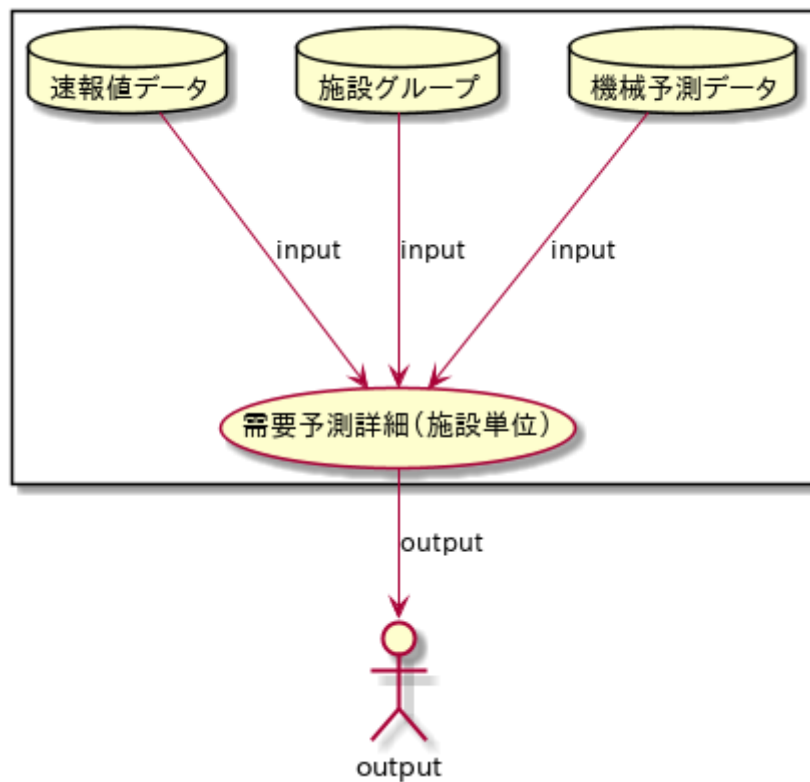 速報値データ
施設グループ
機械予測データ
input
input
input
需要予測詳細(施設単位)
output
output